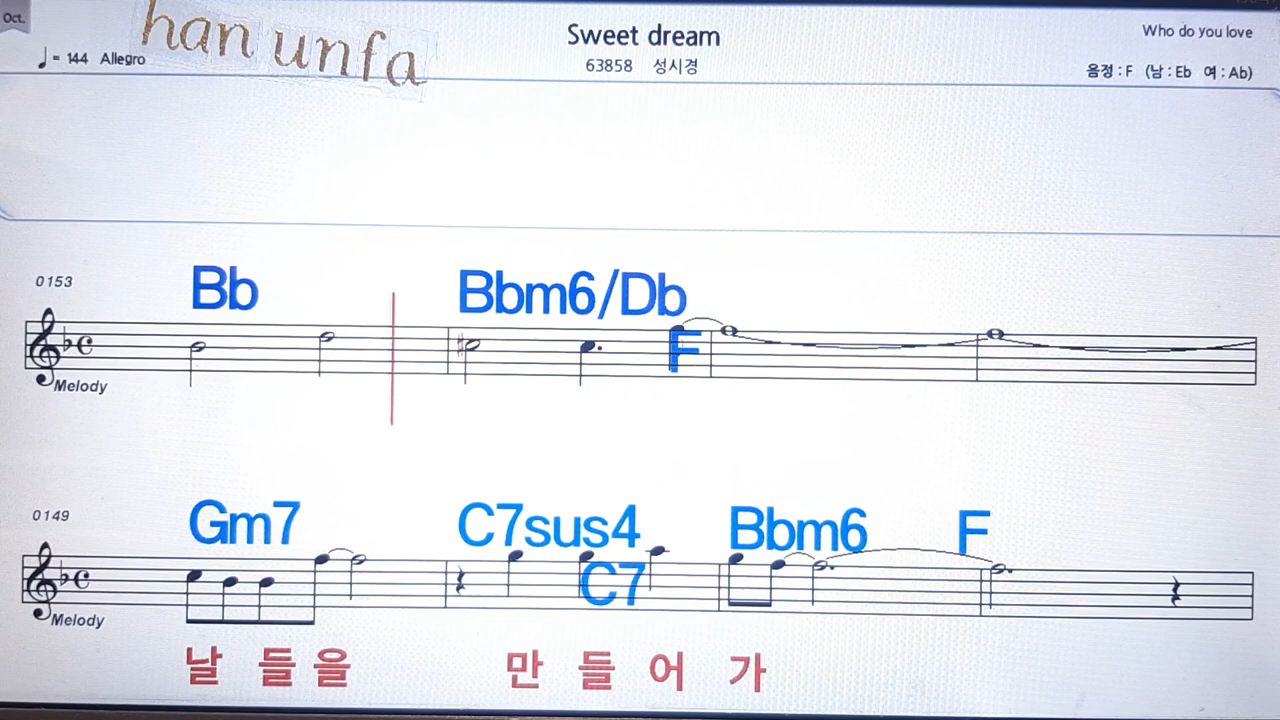 Oct.
han unfa
Sweet dream
Who do you love
♩= 144 Allegro
63858 성시경
음정 : F (남 : Eb 여 : Ab)
0153
Bb Bbm6/Db
F
Melody
0149
Gm7 C7sus4 Bbm6 F
C7
Melody
날 들 을 만 들 어 가